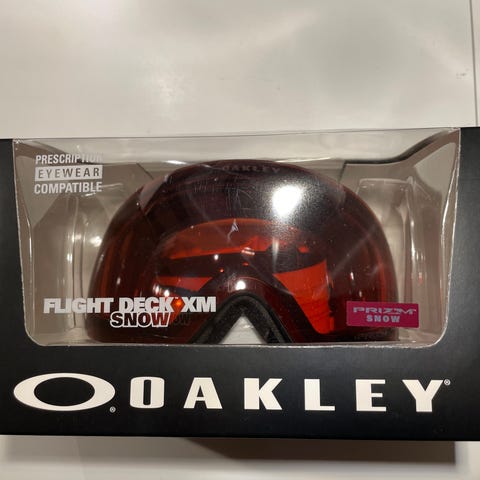 PRESCRIPTION
EYEWEAR
COMPATIBLE
OAKLEY
FLIGHT DECK XM
SNOW
PRIZM
SNOW
OAKLEY